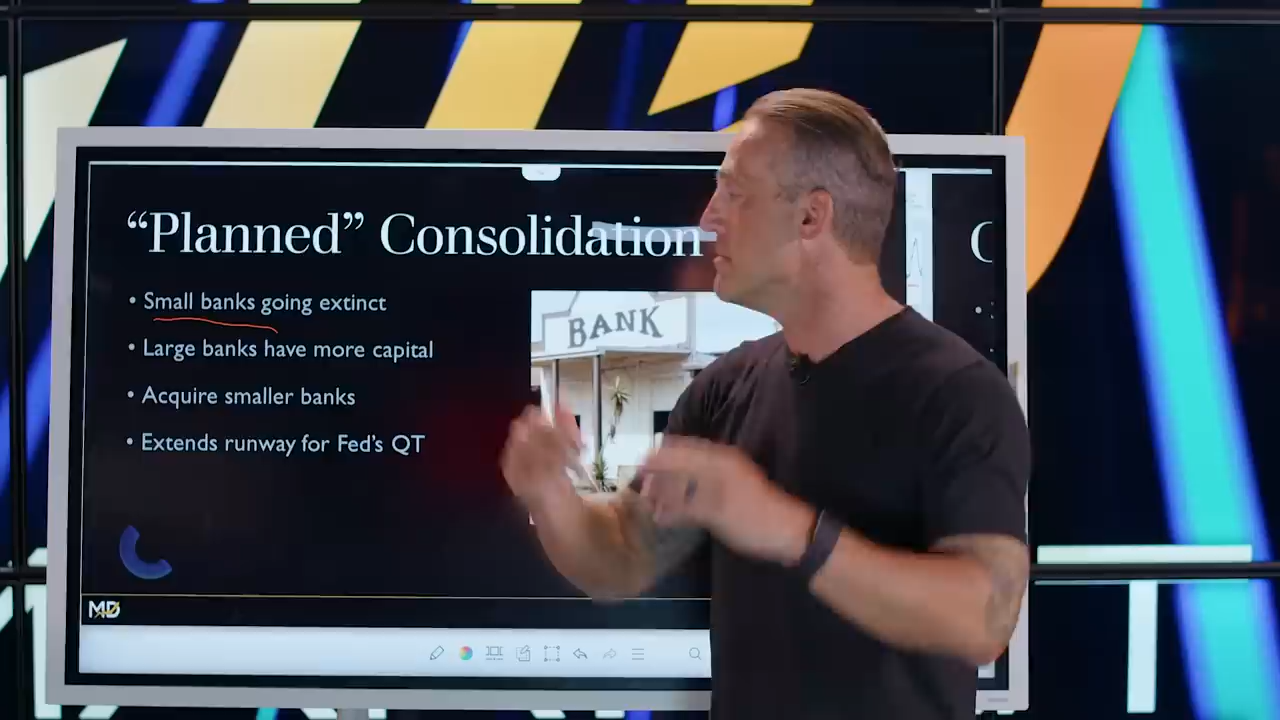 “Planned” Consolidation
• Small banks going extinct
• Large banks have more capital
• Acquire smaller banks
• Extends runway for Fed’s QT
BANK
MD